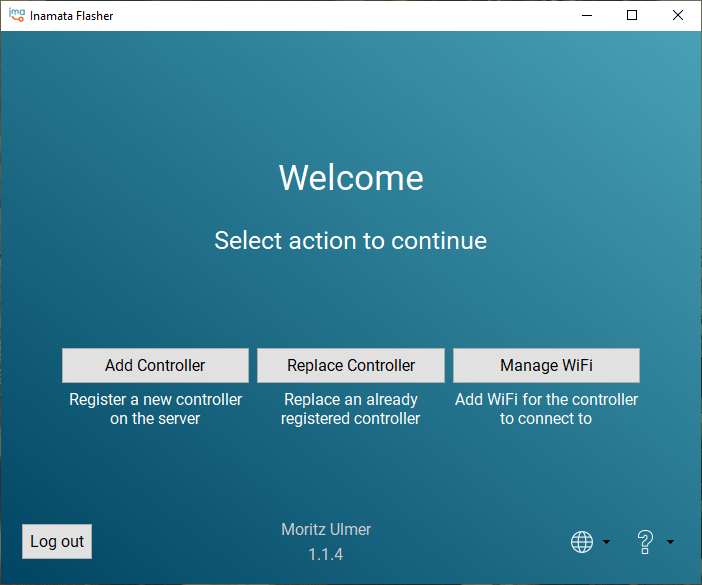 ima
Inamata Flasher
Welcome
Select action to continue
Add Controller
Replace Controller
Manage WiFi
Register a new controller
on the server
Replace an already
registered controller
Add WiFi for the controller
to connect to
Log out
Moritz Ulmer
1.1.4